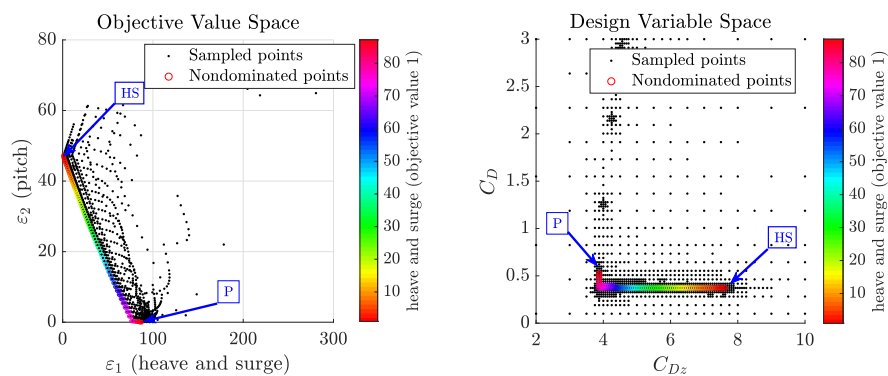 Objective Value Space
Sampled points
Nondominated points
HS
P
80
60
40
20
0
0 100 200 300
ε₂ (pitch)
ε₁ (heave and surge)
80
70
60
50
40
30
20
10
heave and surge (objective value 1)
Design Variable Space
Sampled points
Nondominated points
P
HS
3
2.5
2
1.5
1
0.5
0
2 4 6 8 10
C_D
C_{Dz}
80
70
60
50
40
30
20
10
heave and surge (objective value 1)